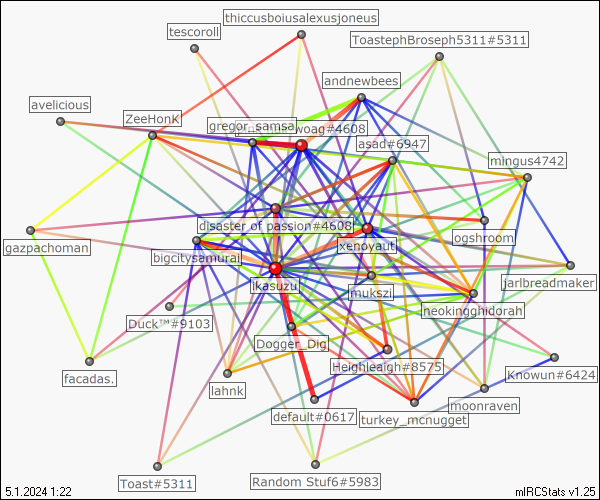 thiccusboiusalexusjoneus
tescoroll
ToastephBroseph5311#5311
andnewbees
avelicious
ZeeHonK
gregor_samsa
woag#4608
asad#6947
mingus4742
disaster of passion#4608
xenoyaut
ogshroom
gazpachoman
bigcitysamurai
ikasuzu
mukszi
jarlbreadmaker
neokingghidorah
Duck™#9103
Dogger_Dig
Heighleaigh#8575
facadas.
lahnk
Knowun#6424
default#0617
turkey_mcnugget
moonraven
Toast#5311
Random Stuf6#5983
5.1.2024 1:22
mIRCStats v1.25